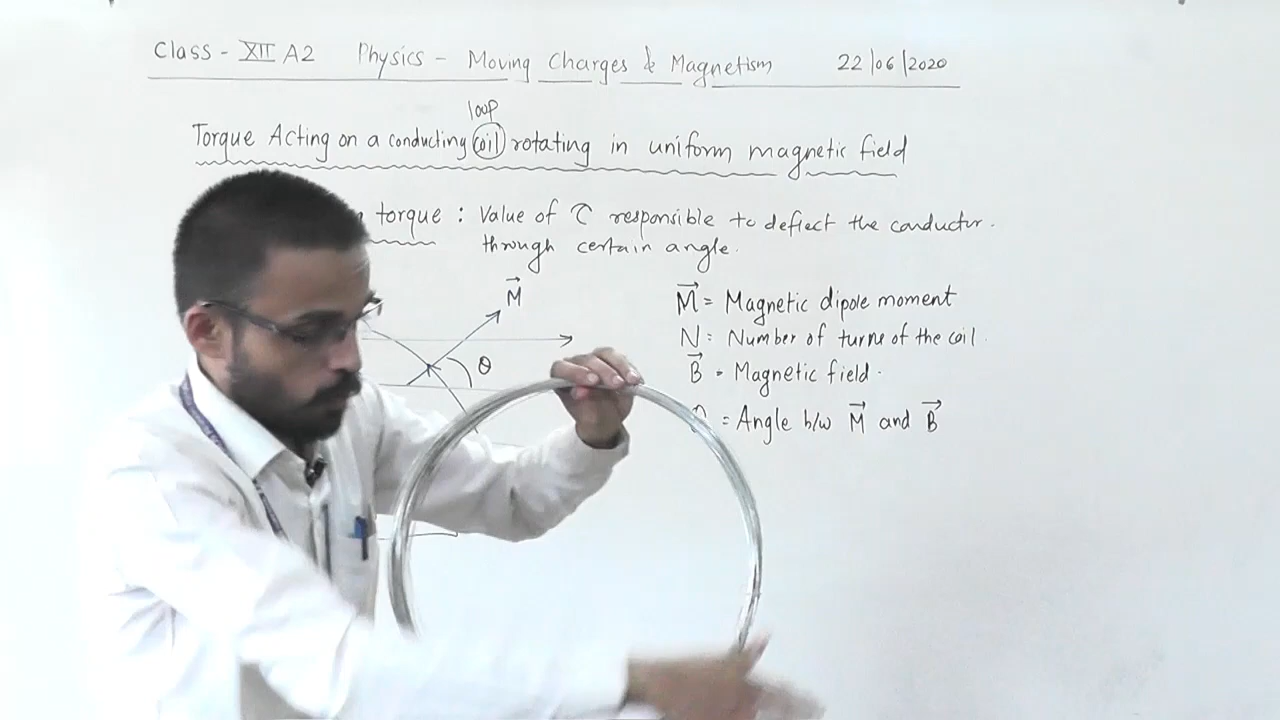 Class - XII A2 Physics - Moving Charges & Magnetism 22/06/2020
loop
Torque Acting on a conducting coil rotating in uniform magnetic field
torque : Value of τ responsible to deflect the conductor.
through certain angle.
M⃗
M⃗ = Magnetic dipole moment
N = Number of turns of the coil.
θ
B⃗ = Magnetic field.
= Angle b/w M⃗ and B⃗